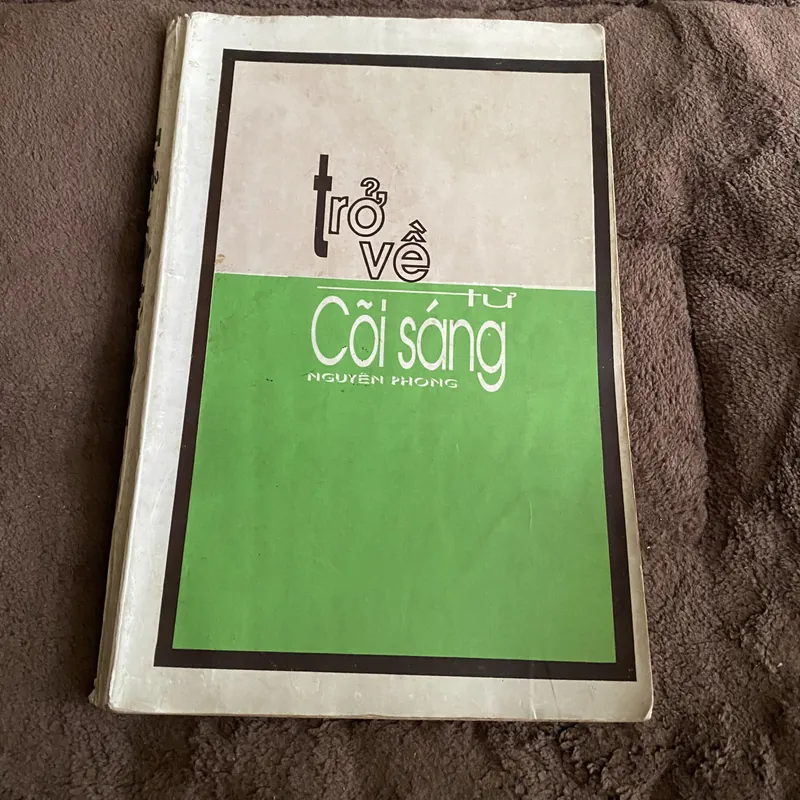 trở
về
từ
Cõi sáng
NGUYÊN PHONG